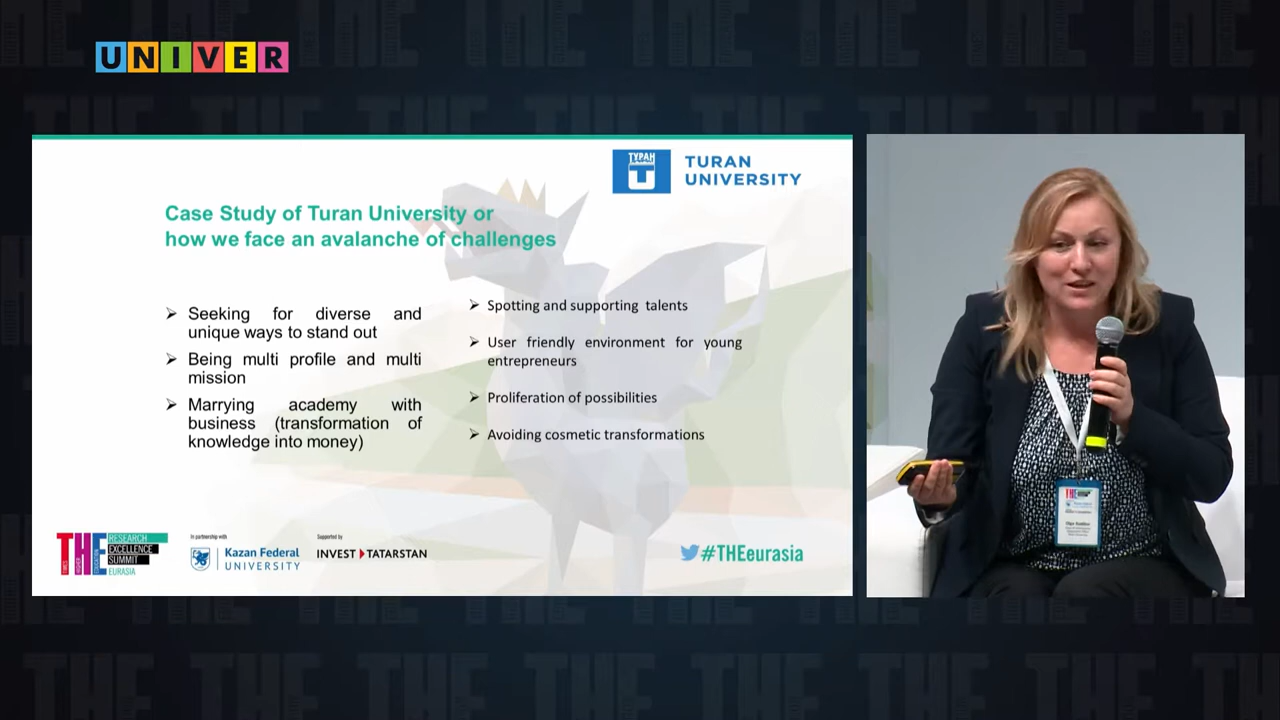 UNIVER
ТУРАН
TURAN
UNIVERSITY
Case Study of Turan University or
how we face an avalanche of challenges
➢ Seeking for diverse and
unique ways to stand out
➢ Being multi profile and multi
mission
➢ Marrying academy with
business (transformation of
knowledge into money)
➢ Spotting and supporting talents
➢ User friendly environment for young
entrepreneurs
➢ Proliferation of possibilities
➢ Avoiding cosmetic transformations
THE
RESEARCH
EXCELLENCE
SUMMIT
EURASIA
In partnership with
Kazan Federal
UNIVERSITY
Supported by
INVEST TATARSTAN
#THEeurasia
THE